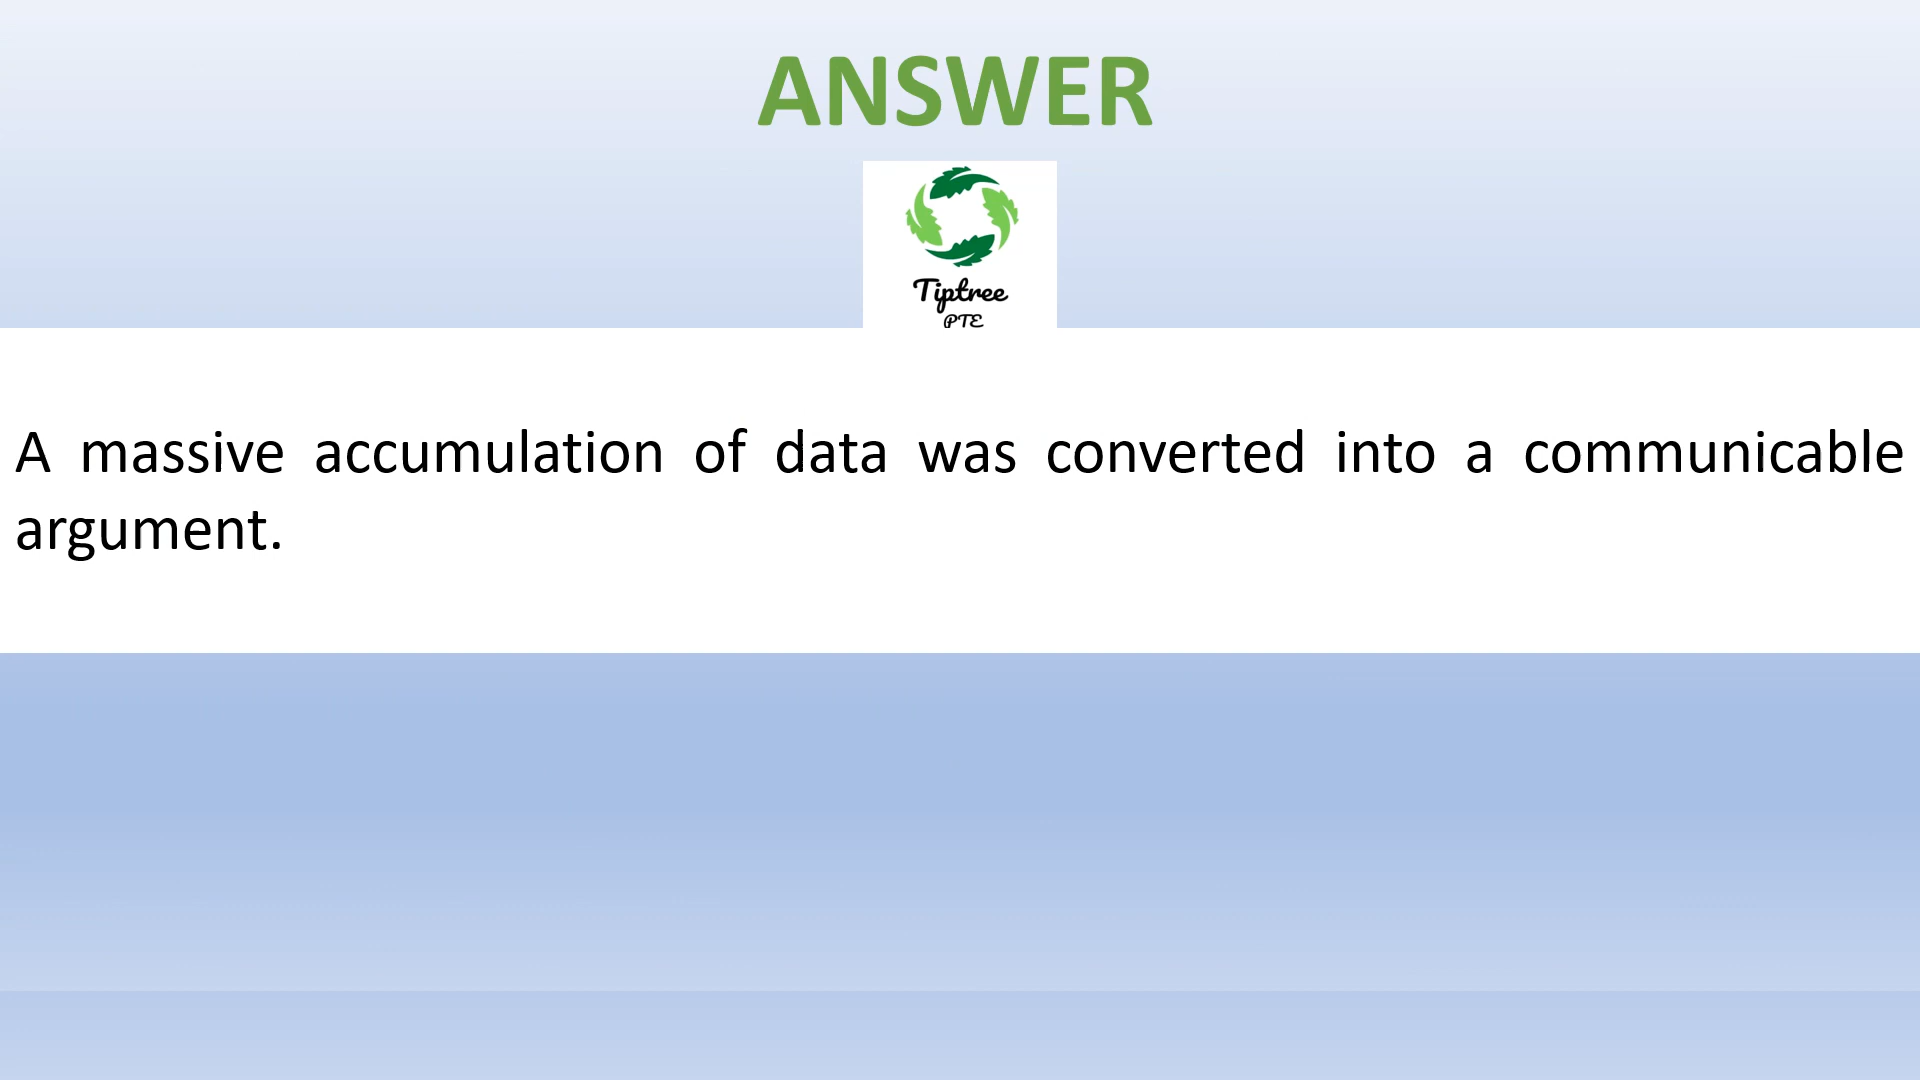 ANSWER
Tiptree
PTE
A massive accumulation of data was converted into a communicable
argument.